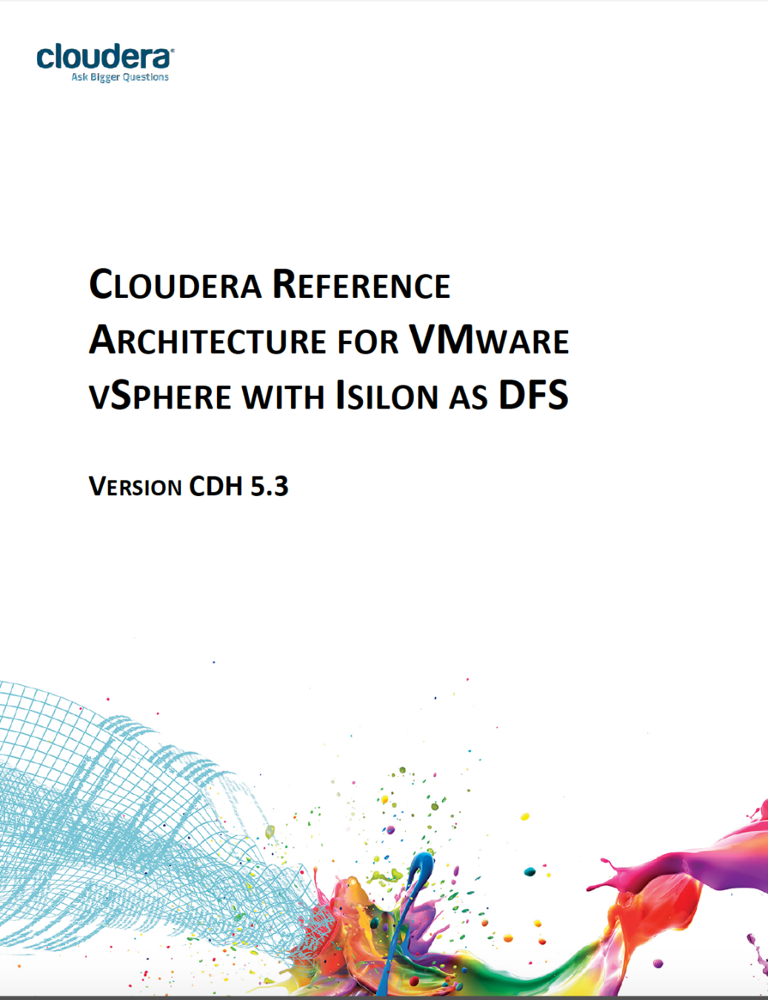 cloudera®
Ask Bigger Questions
CLOUDERA REFERENCE
ARCHITECTURE FOR VMWARE
VSPHERE WITH ISILON AS DFS
VERSION CDH 5.3